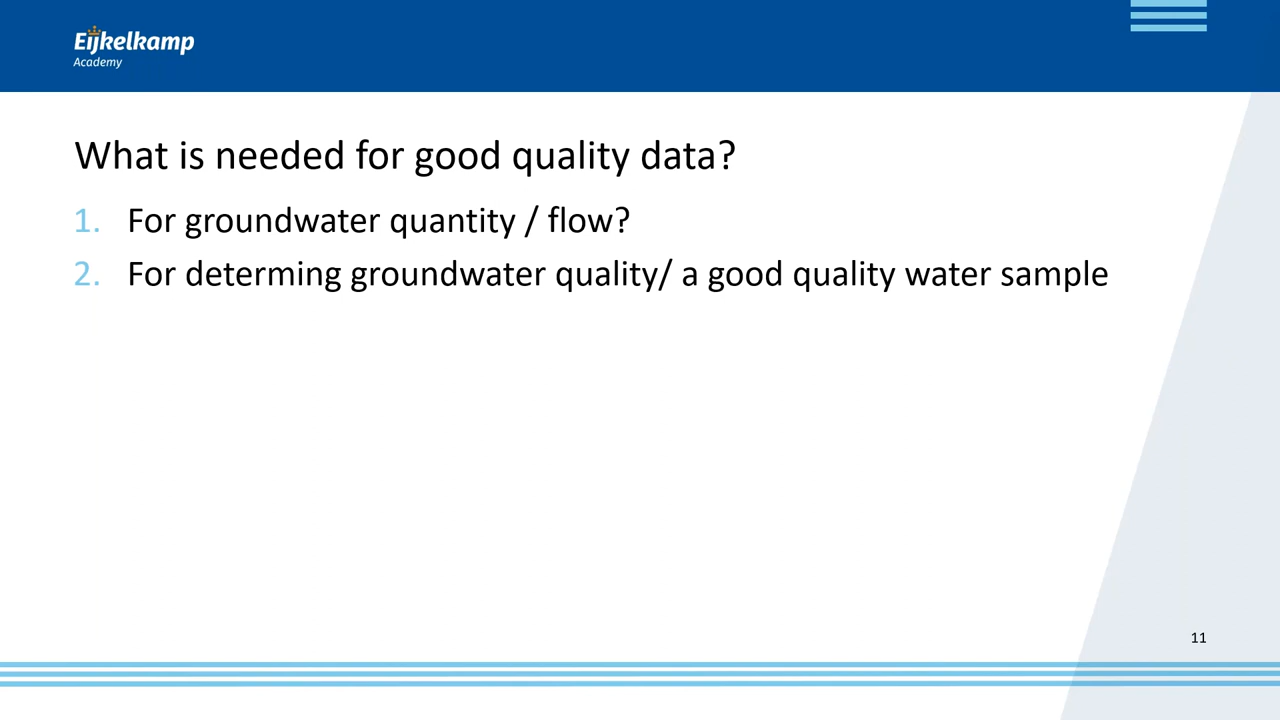 Eijkelkamp
Academy
What is needed for good quality data?
1. For groundwater quantity / flow?
2. For determing groundwater quality/ a good quality water sample
11